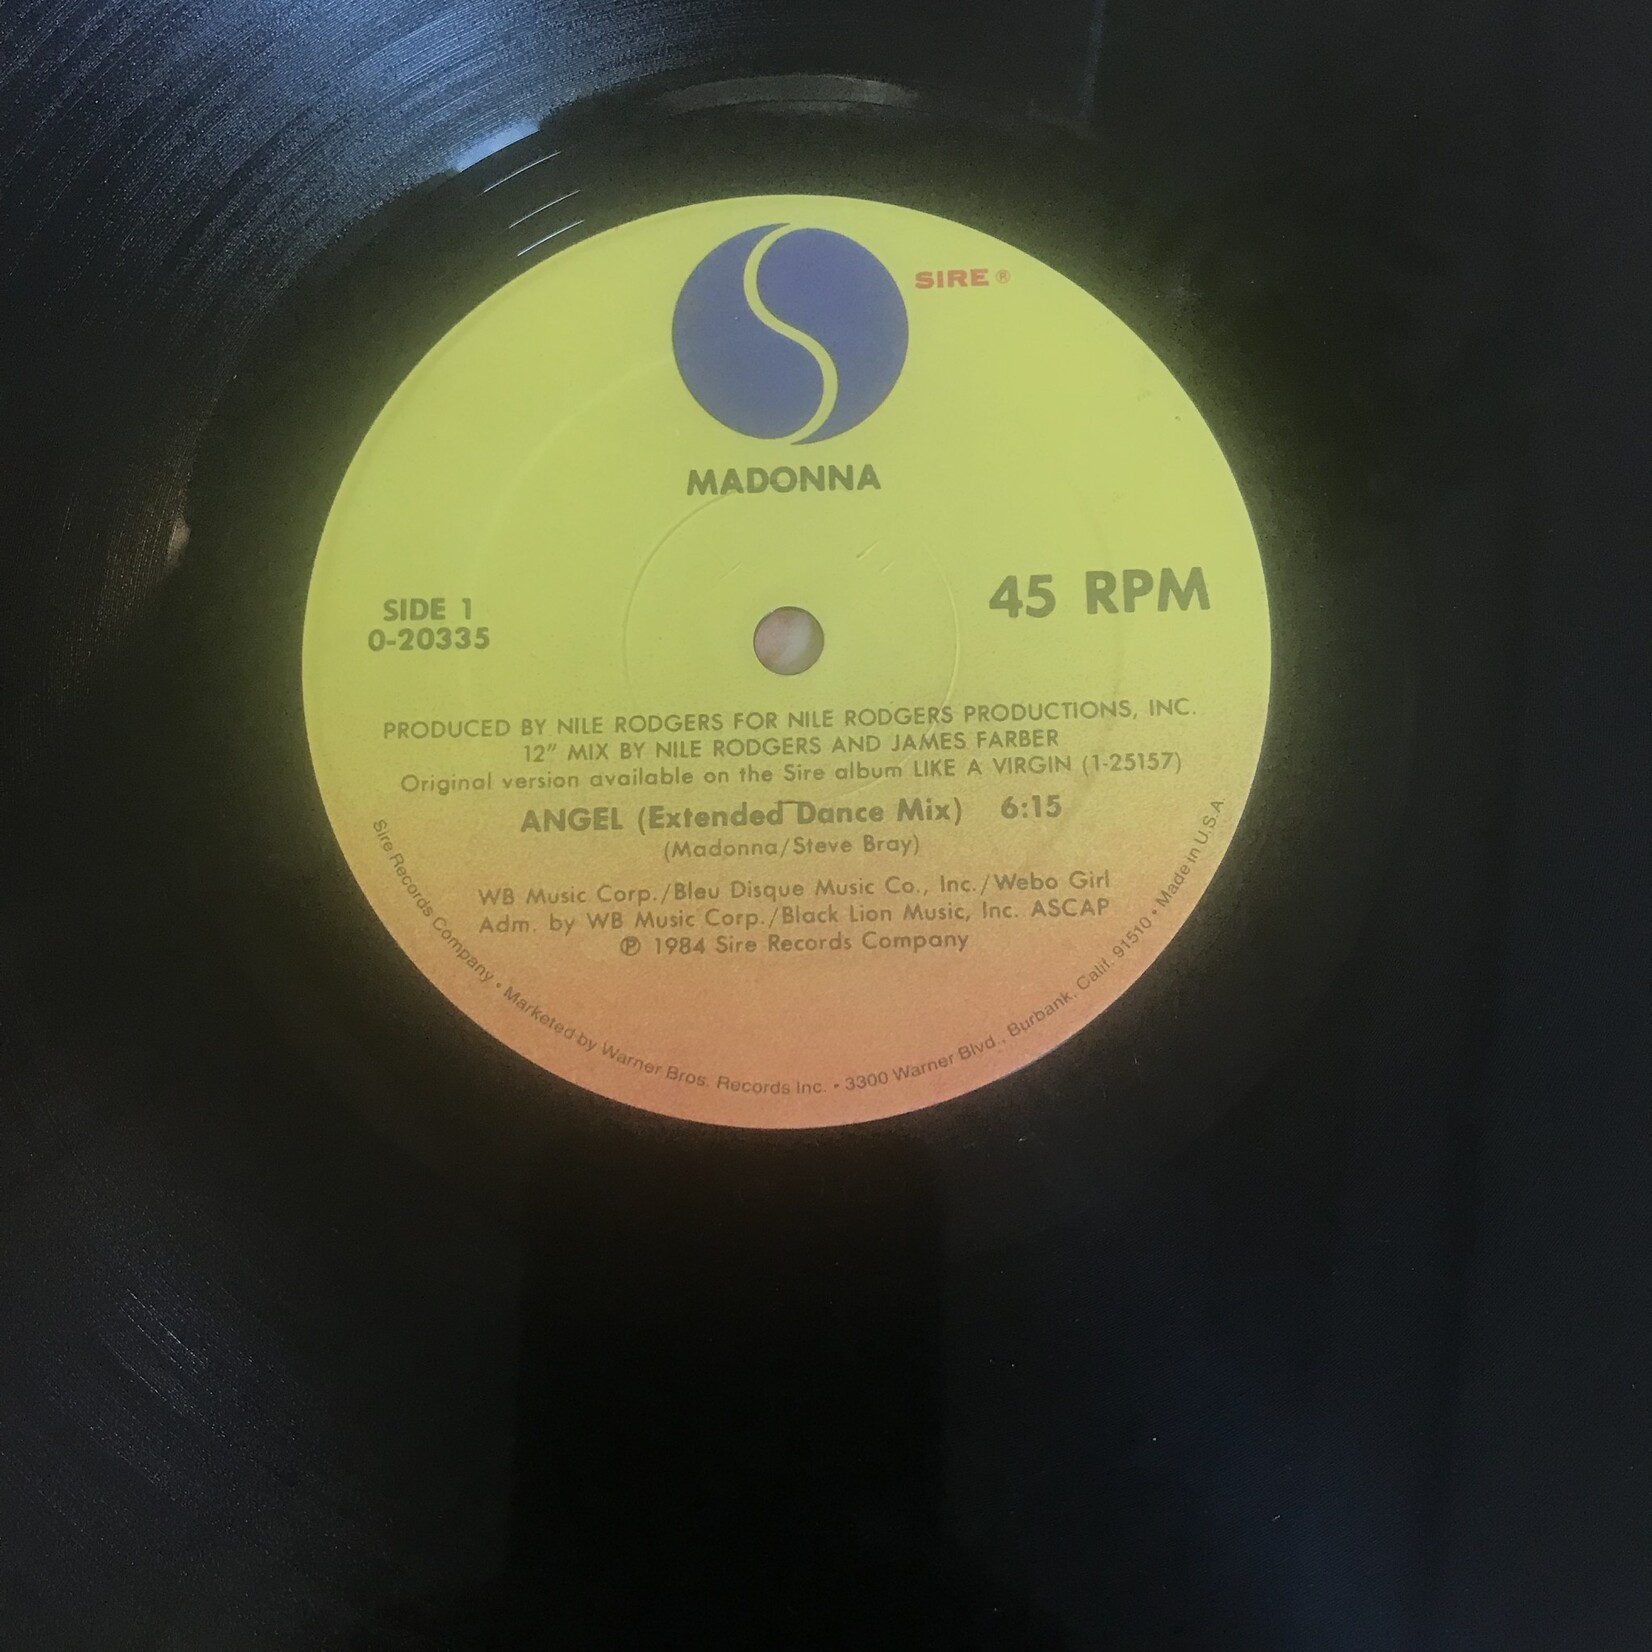 SIRE ®
MADONNA
SIDE 1
0-20335
45 RPM
PRODUCED BY NILE RODGERS FOR NILE RODGERS PRODUCTIONS, INC.
12" MIX BY NILE RODGERS AND JAMES FARBER
Original version available on the Sire album LIKE A VIRGIN (1-25157)
ANGEL (Extended Dance Mix) 6:15
(Madonna/Steve Bray)
WB Music Corp./Bleu Disque Music Co., Inc./Webo Girl
Adm. by WB Music Corp./Black Lion Music, Inc. ASCAP
℗ 1984 Sire Records Company
Sire Records Company • Marketed by Warner Bros. Records Inc. • 3300 Warner Blvd., Burbank, Calif. 91510 • Made in U.S.A.